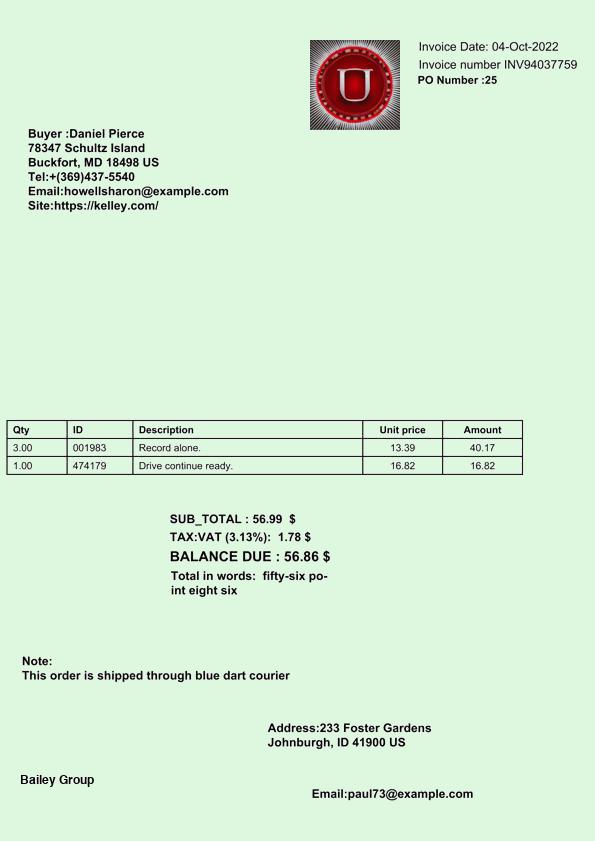 U
Invoice Date: 04-Oct-2022
Invoice number INV94037759
PO Number :25
Buyer :Daniel Pierce
78347 Schultz Island
Buckfort, MD 18498 US
Tel:+(369)437-5540
Email:howellsharon@example.com
Site:https://kelley.com/
Qty ID Description Unit price Amount
3.00 001983 Record alone. 13.39 40.17
1.00 474179 Drive continue ready. 16.82 16.82
SUB_TOTAL : 56.99 $
TAX:VAT (3.13%): 1.78 $
BALANCE DUE : 56.86 $
Total in words: fifty-six po-
int eight six
Note:
This order is shipped through blue dart courier
Address:233 Foster Gardens
Johnburgh, ID 41900 US
Bailey Group
Email:paul73@example.com